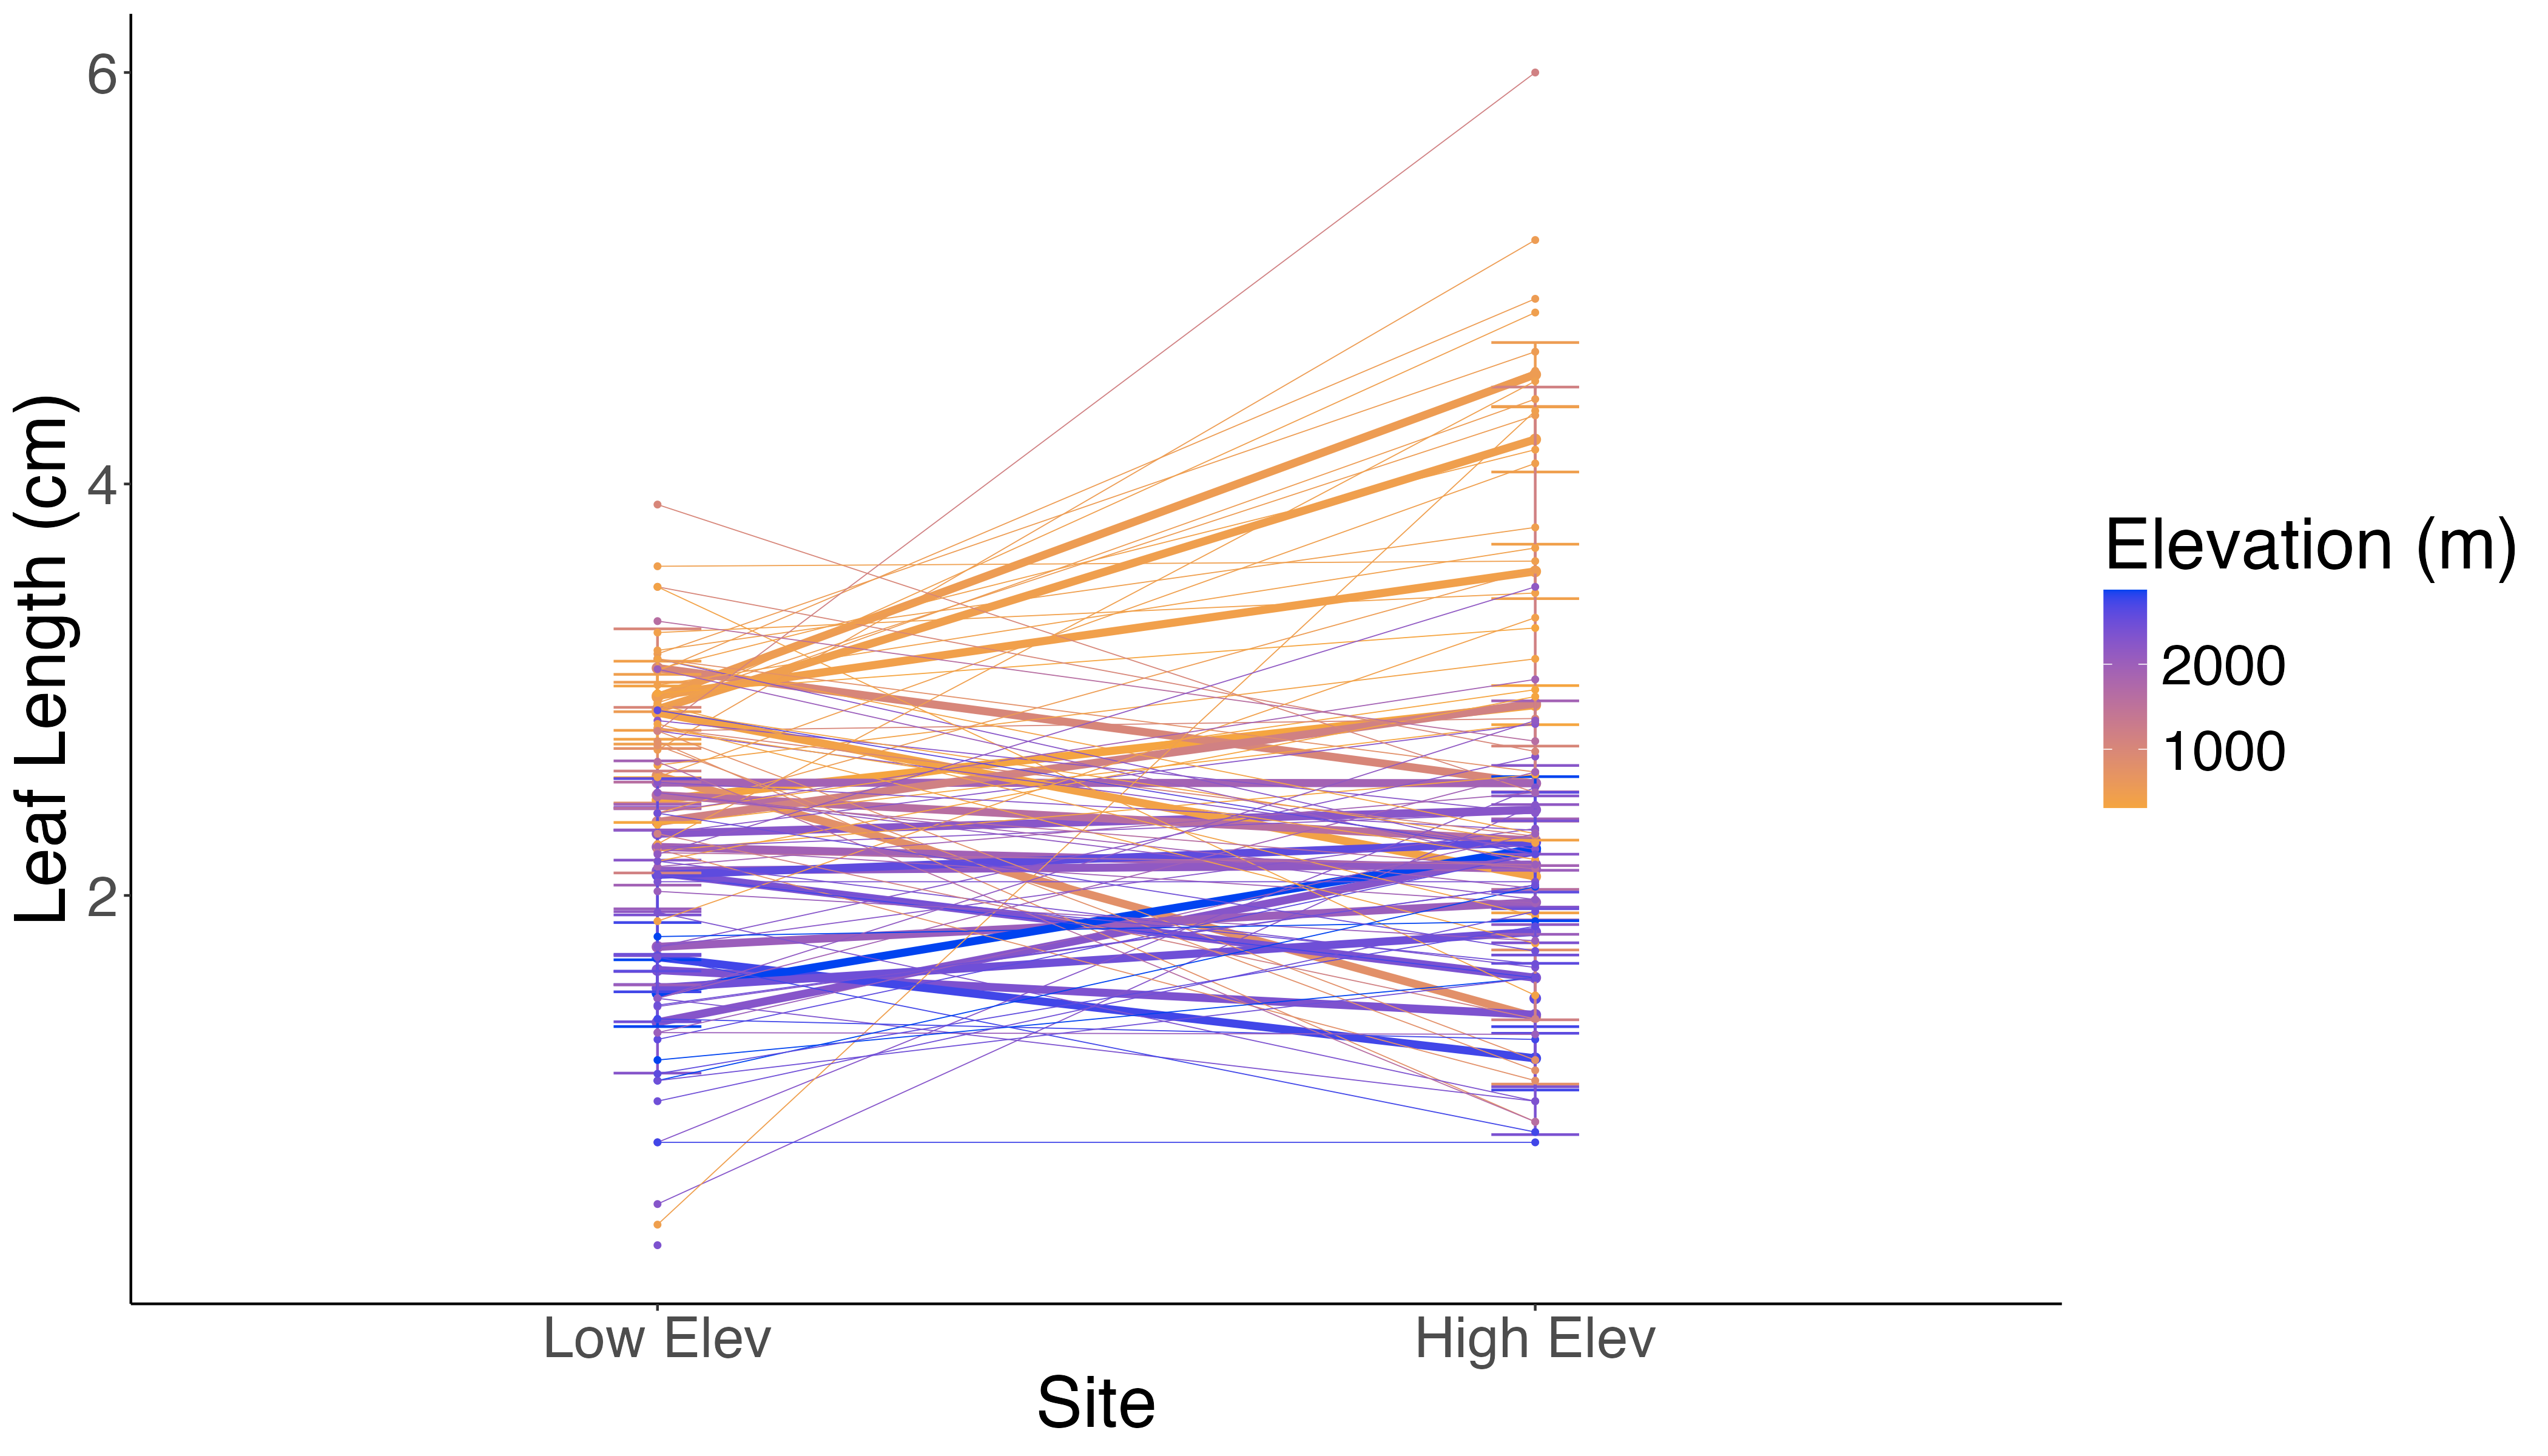 Leaf Length (cm)
6
4
2
Low Elev
High Elev
Site
Elevation (m)
2000
1000